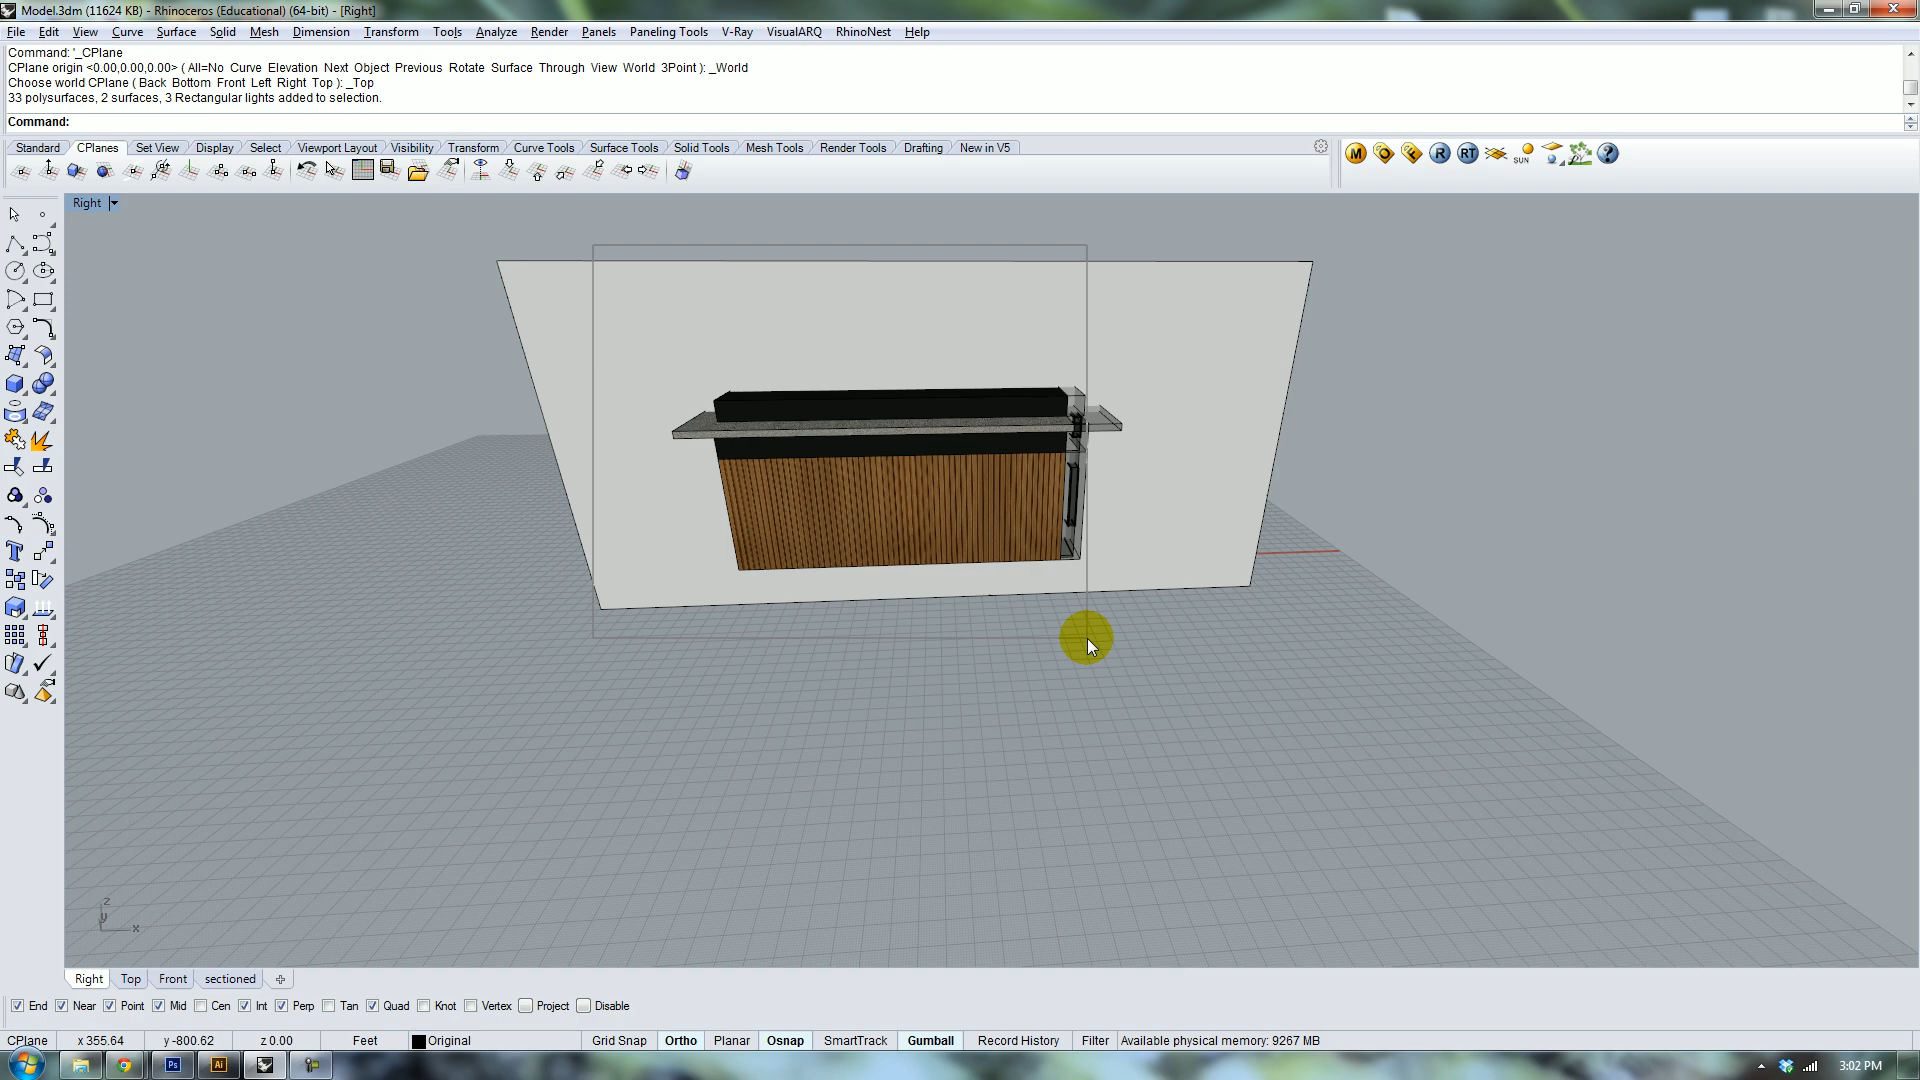 Model.3dm (11624 KB) - Rhinoceros (Educational) (64-bit) - [Right]
File Edit View Curve Surface Solid Mesh Dimension Transform Tools Analyze Render Panels Paneling Tools V-Ray VisualARQ RhinoNest Help
Command: '_CPlane
CPlane origin <0.00,0.00,0.00> ( All=No Curve Elevation Next Object Previous Rotate Surface Through View World 3Point ): _World
Choose world CPlane ( Back Bottom Front Left Right Top ): _Top
33 polysurfaces, 2 surfaces, 3 Rectangular lights added to selection.
Command:
Standard CPlanes Set View Display Select Viewport Layout Visibility Transform Curve Tools Surface Tools Solid Tools Mesh Tools Render Tools Drafting New in V5
M O R RT SUN ?
Right
z
y
x
Right Top Front sectioned
End Near Point Mid Cen Int Perp Tan Quad Knot Vertex Project Disable
CPlane x 355.64 y -800.62 z 0.00 Feet Original Grid Snap Ortho Planar Osnap SmartTrack Gumball Record History Filter Available physical memory: 9267 MB
Ps Ai 3:02 PM